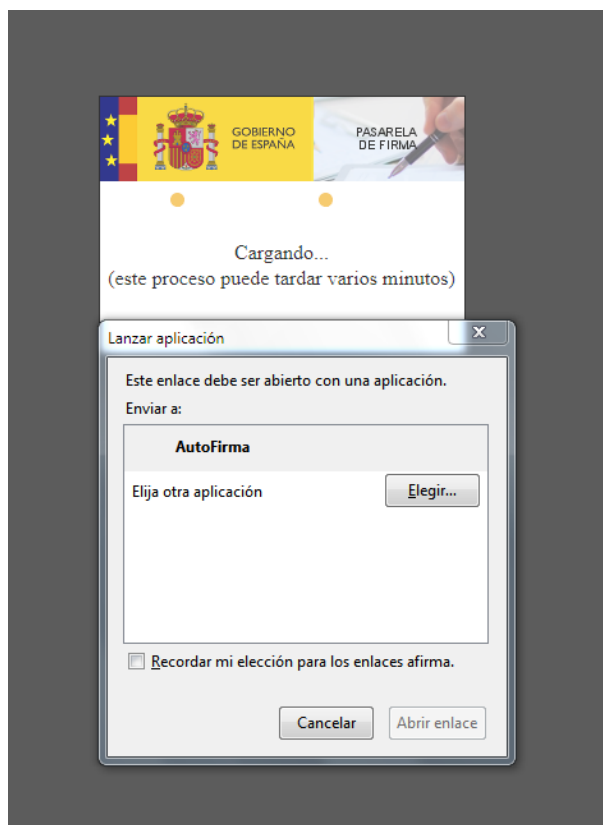 GOBIERNO
DE ESPAÑA
PASARELA
DE FIRMA
Cargando...
(este proceso puede tardar varios minutos)
Lanzar aplicación
Este enlace debe ser abierto con una aplicación.
Enviar a:
AutoFirma
Elija otra aplicación
Elegir...
Recordar mi elección para los enlaces afirma.
Cancelar
Abrir enlace